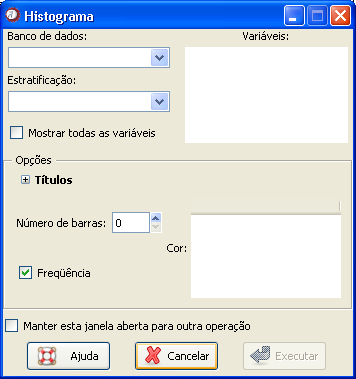 Histograma
Banco de dados:
Variáveis:
Estratificação:
Mostrar todas as variáveis
Opções
Títulos
Número de barras: 0
Cor:
Freqüência
Manter esta janela aberta para outra operação
Ajuda
Cancelar
Executar